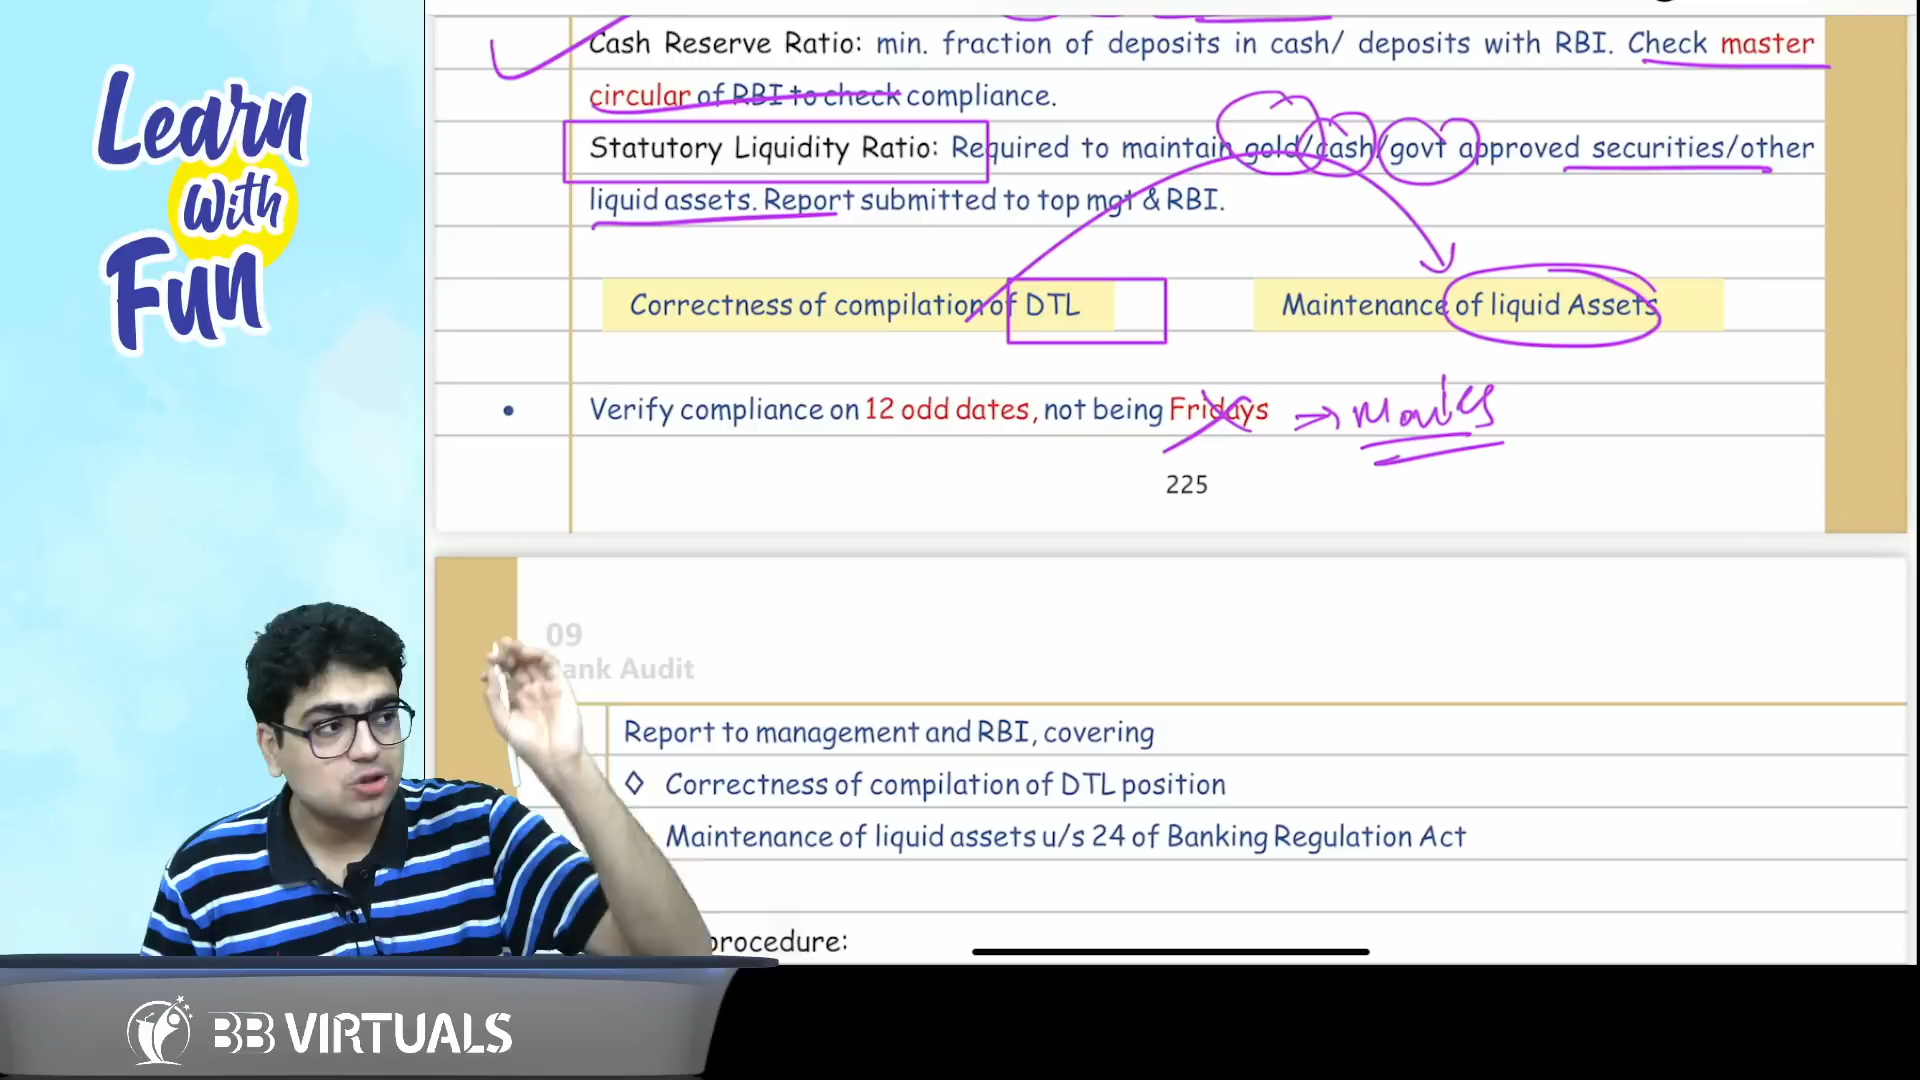 Learn
With
Fun
Cash Reserve Ratio: min. fraction of deposits in cash/ deposits with RBI. Check master
circular of RBI to check compliance.
Statutory Liquidity Ratio: Required to maintain gold/cash/govt approved securities/other
liquid assets. Report submitted to top mgt & RBI.
Correctness of compilation of DTL
Maintenance of liquid Assets
• Verify compliance on 12 odd dates, not being Fridays
225
09
ank Audit
Report to management and RBI, covering
◊ Correctness of compilation of DTL position
Maintenance of liquid assets u/s 24 of Banking Regulation Act
procedure:
BB VIRTUALS